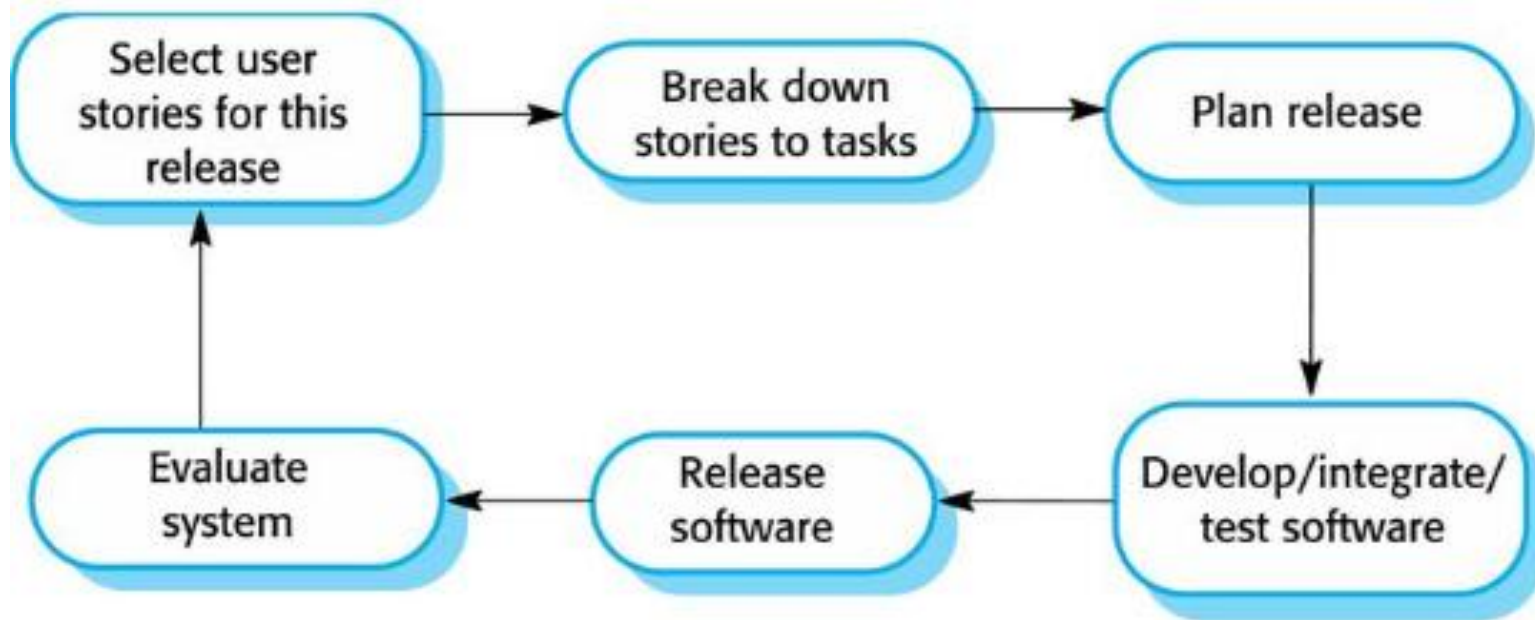 Select user
stories for this
release
Break down
stories to tasks
Plan release
Develop/integrate/
test software
Release
software
Evaluate
system